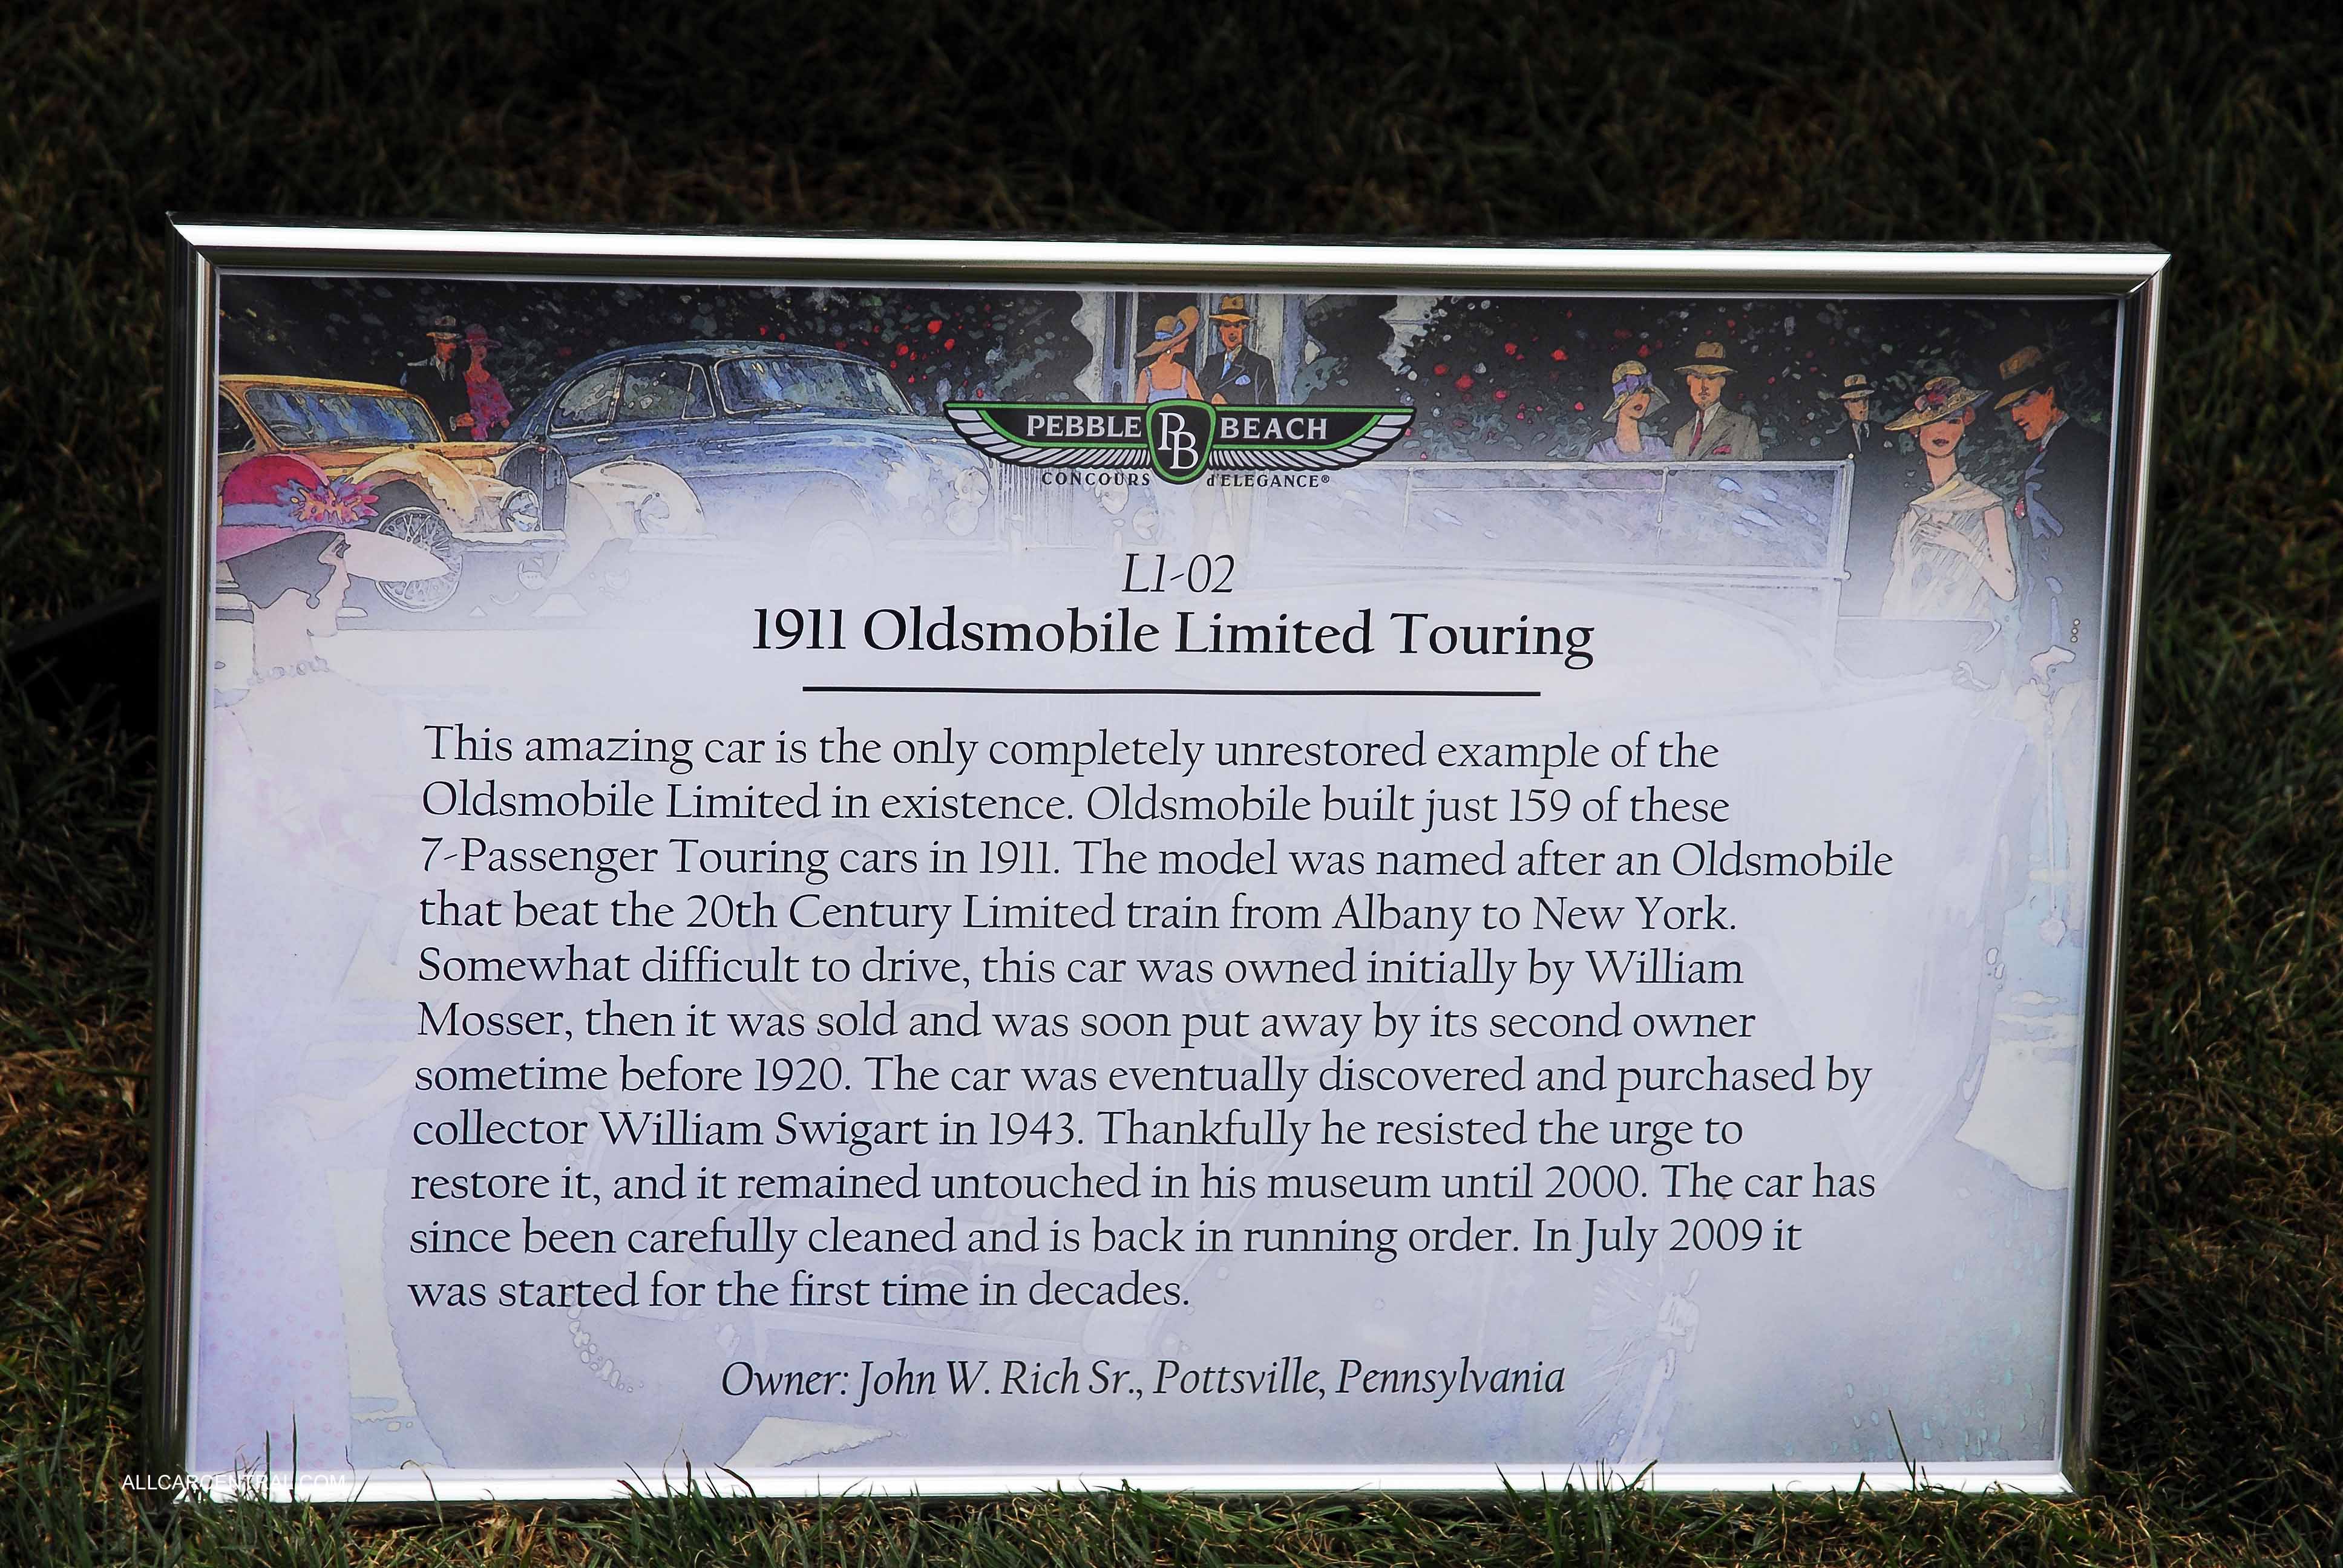 PEBBLE PB BEACH
CONCOURS d'ELEGANCE®
L1-02
1911 Oldsmobile Limited Touring
This amazing car is the only completely unrestored example of the
Oldsmobile Limited in existence. Oldsmobile built just 159 of these
7-Passenger Touring cars in 1911. The model was named after an Oldsmobile
that beat the 20th Century Limited train from Albany to New York.
Somewhat difficult to drive, this car was owned initially by William
Mosser, then it was sold and was soon put away by its second owner
sometime before 1920. The car was eventually discovered and purchased by
collector William Swigart in 1943. Thankfully he resisted the urge to
restore it, and it remained untouched in his museum until 2000. The car has
since been carefully cleaned and is back in running order. In July 2009 it
was started for the first time in decades.
Owner: John W. Rich Sr., Pottsville, Pennsylvania
ALLCARCENTRAL.COM